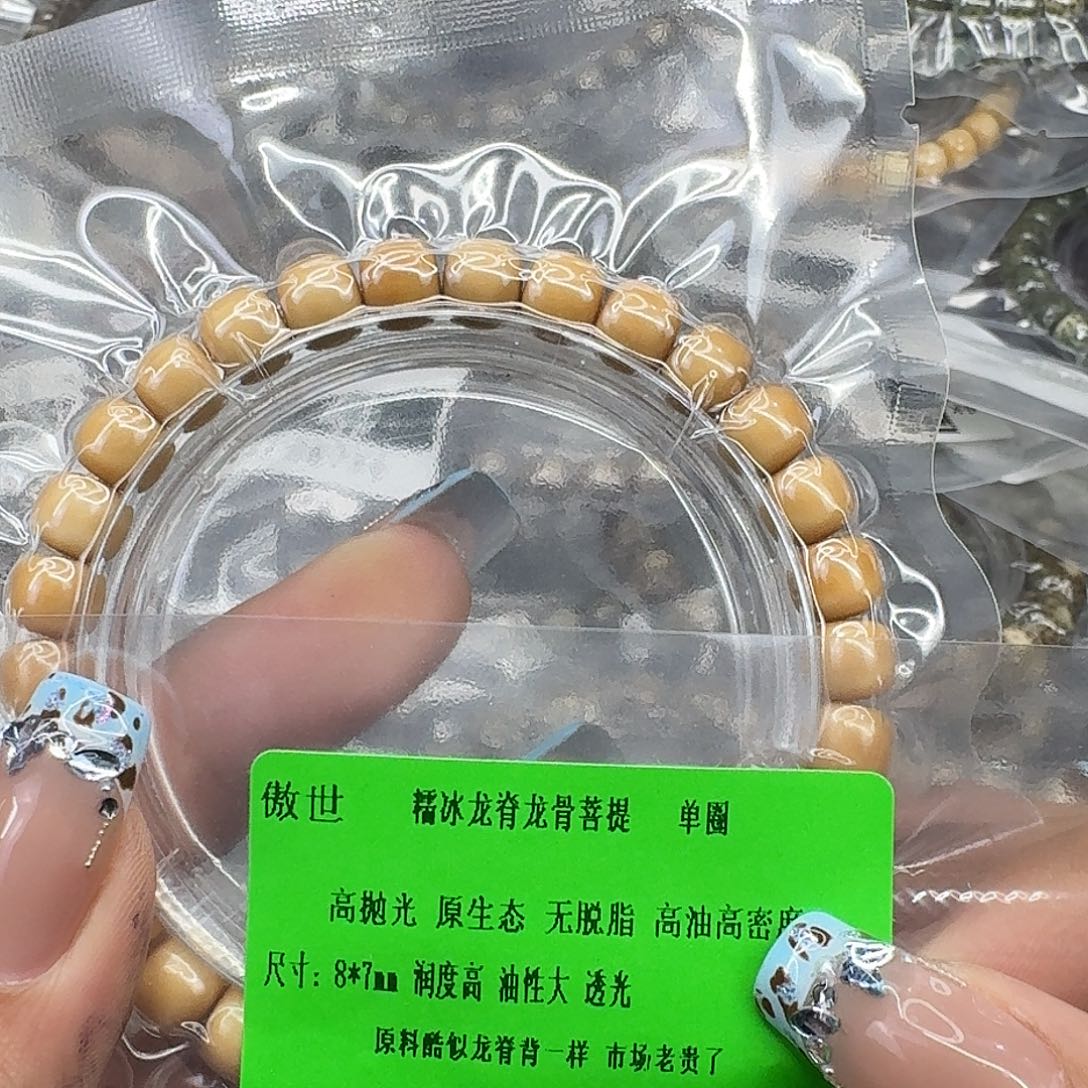 傲世 糯冰龙脊龙骨菩提 单圈
高抛光 原生态 无脱脂 高油高密度
尺寸: 8*7mm 润度高 油性大 透光
原料酷似龙脊背一样 市场老贵了